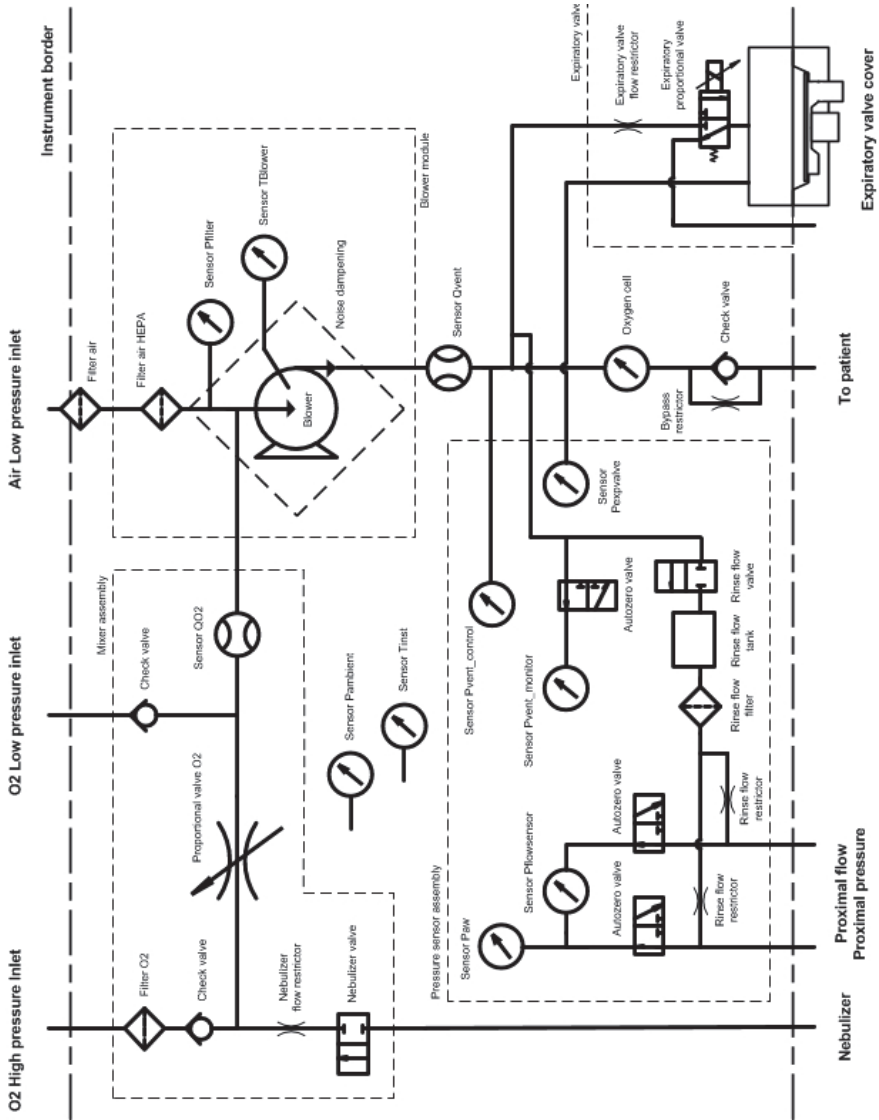 O2 High pressure Inlet
O2 Low pressure inlet
Air Low pressure inlet
Instrument border
Filter O2
Check valve
Nebulizer
flow restrictor
Nebulizer valve
Proportional valve O2
Check valve
Mixer assembly
Sensor QO2
Sensor Pambient
Sensor Tinst
Filter air
Filter air HEPA
Sensor Pfilter
Sensor TBlower
Blower
Noise dampening
Blower module
Sensor Qvent
Pressure sensor assembly
Sensor Paw
Sensor Pflowsensor
Autozero valve
Autozero valve
Rinse flow
restrictor
Rinse flow
restrictor
Sensor Pvent_control
Sensor Pvent_monitor
Autozero valve
Rinse flow
filter
Rinse flow
tank
Rinse flow
valve
Sensor
Pexpvalve
Oxygen cell
Bypass
restrictor
Check valve
Expiratory valve
Expiratory valve
flow restrictor
Expiratory
proportional valve
Nebulizer
Proximal flow
Proximal pressure
To patient
Expiratory valve cover